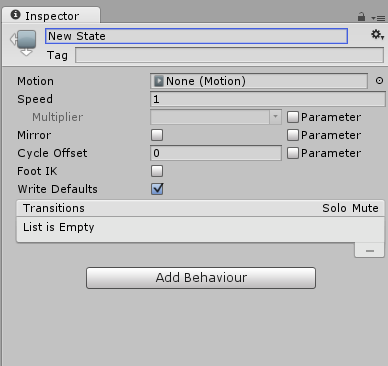 Inspector
New State
Tag
Motion None (Motion)
Speed 1
Multiplier Parameter
Mirror Parameter
Cycle Offset 0 Parameter
Foot IK
Write Defaults
Transitions Solo Mute
List is Empty
Add Behaviour